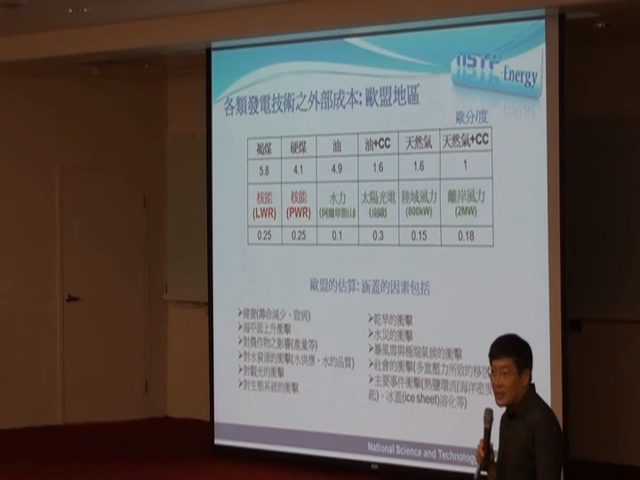 NSTP-Energy
各類發電技術之外部成本: 歐盟地區
歐分/度
褐煤 硬煤 油 油+CC 天然氣 天然氣+CC
5.8 4.1 4.9 1.6 1.6 1
核能 核能 水力 太陽光電 陸域風力 離岸風力
(LWR) (PWR) (阿爾卑斯山) (800kW) (2MW)
0.25 0.25 0.1 0.3 0.15 0.18
歐盟的估算: 涵蓋的因素包括
➢健康(壽命減少、致病)
➢海平面上升衝擊
➢對農作物之影響(產量等)
➢對水資源的衝擊(水供應、水的品質)
➢對觀光的衝擊
➢對生態系統的衝擊
➢乾旱的衝擊
➢水災的衝擊
➢暴風雪與極端氣候的衝擊
➢社會的衝擊(多重壓力所致的移民
➢主要事件衝擊(熱鹽環流(海洋密度
起)、冰蓋(ice sheet)溶化等)
National Science and Technology